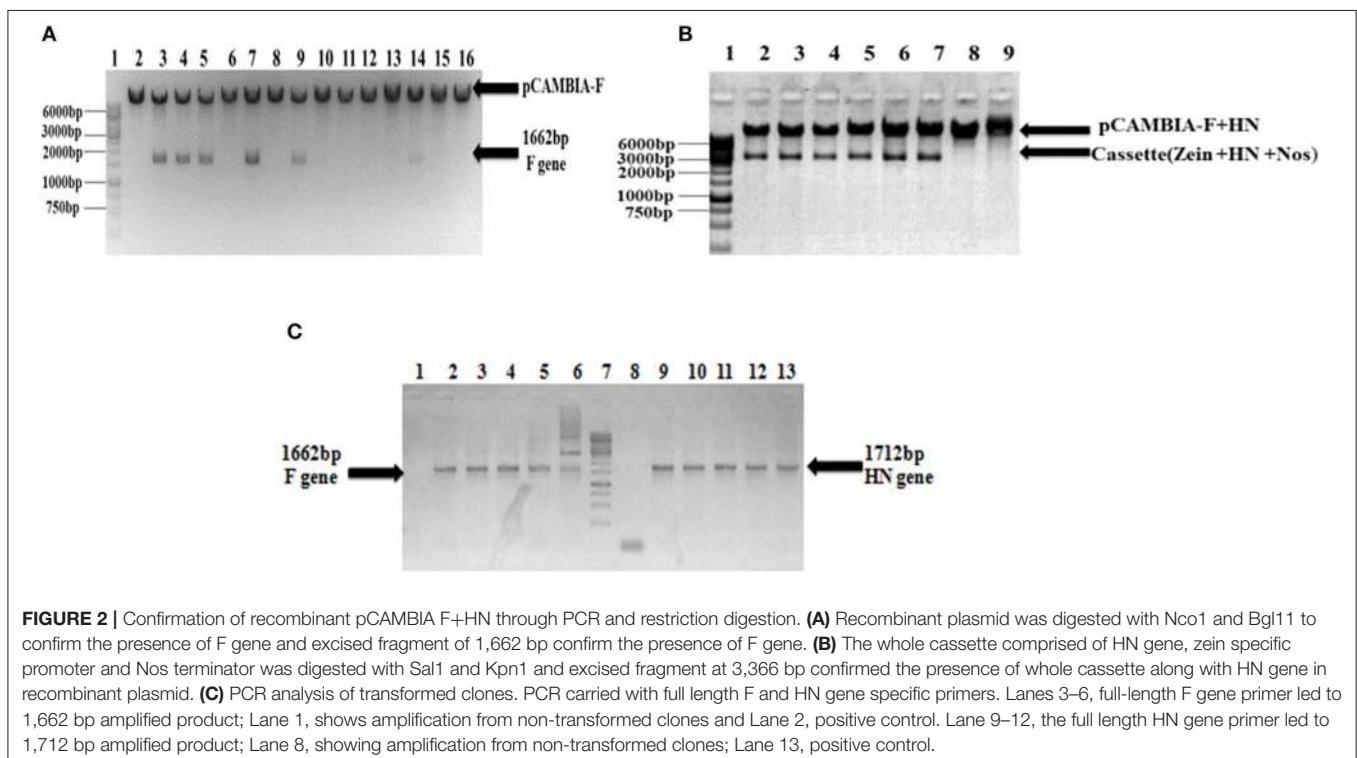 A
1 2 3 4 5 6 7 8 9 10 11 12 13 14 15 16
pCAMBIA-F
6000bp
3000bp
2000bp
1000bp
750bp
1662bp
F gene
B
1 2 3 4 5 6 7 8 9
6000bp
3000bp
2000bp
1000bp
750bp
pCAMBIA-F+HN
Cassette(Zein +HN +Nos)
C
1 2 3 4 5 6 7 8 9 10 11 12 13
1662bp
F gene
1712bp
HN gene
FIGURE 2 | Confirmation of recombinant pCAMBIA F+HN through PCR and restriction digestion. (A) Recombinant plasmid was digested with Nco1 and Bgl11 to
confirm the presence of F gene and excised fragment of 1,662 bp confirm the presence of F gene. (B) The whole cassette comprised of HN gene, zein specific
promoter and Nos terminator was digested with Sal1 and Kpn1 and excised fragment at 3,366 bp confirmed the presence of whole cassette along with HN gene in
recombinant plasmid. (C) PCR analysis of transformed clones. PCR carried with full length F and HN gene specific primers. Lanes 3–6, full-length F gene primer led to
1,662 bp amplified product; Lane 1, shows amplification from non-transformed clones and Lane 2, positive control. Lane 9–12, the full length HN gene primer led to
1,712 bp amplified product; Lane 8, showing amplification from non-transformed clones; Lane 13, positive control.